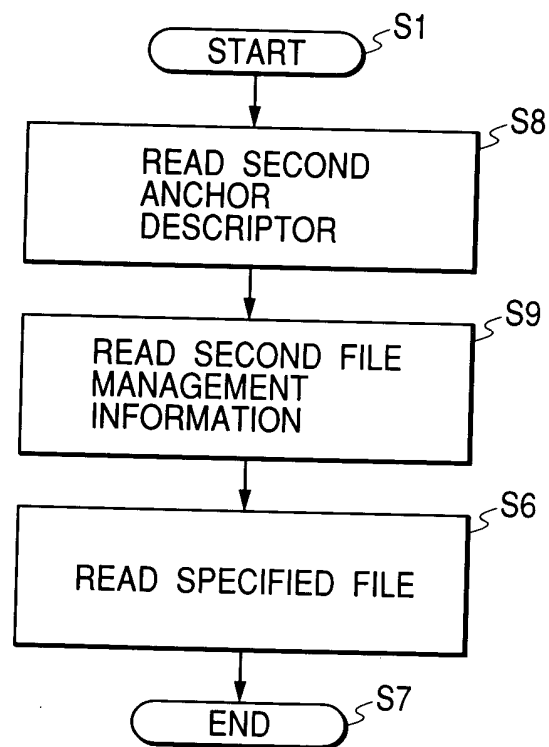 START
S1
READ SECOND
ANCHOR
DESCRIPTOR
S8
READ SECOND FILE
MANAGEMENT
INFORMATION
S9
READ SPECIFIED FILE
S6
END
S7